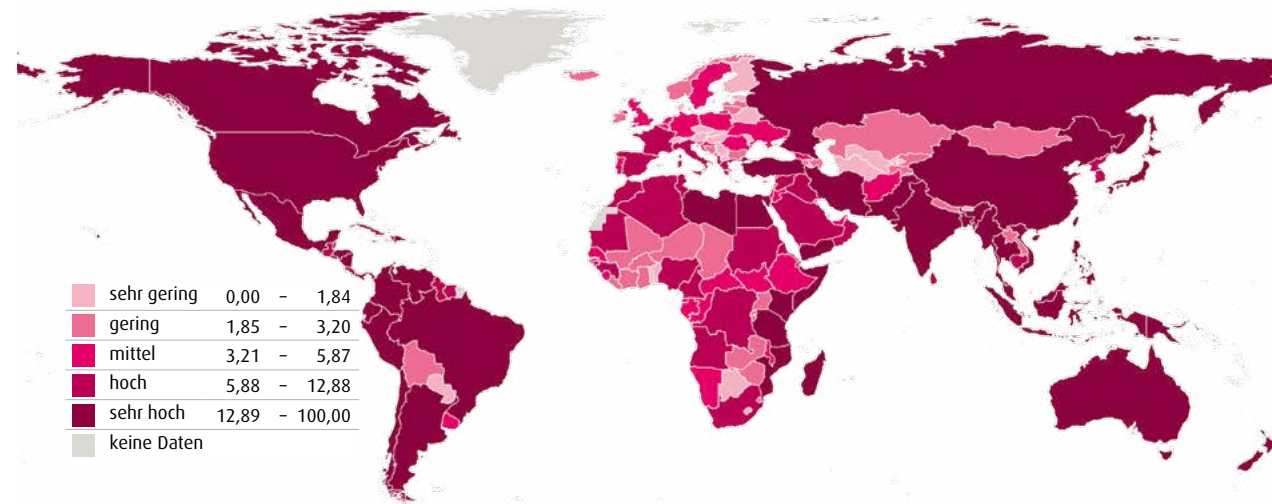 sehr gering 0,00 – 1,84
gering 1,85 – 3,20
mittel 3,21 – 5,87
hoch 5,88 – 12,88
sehr hoch 12,89 – 100,00
keine Daten